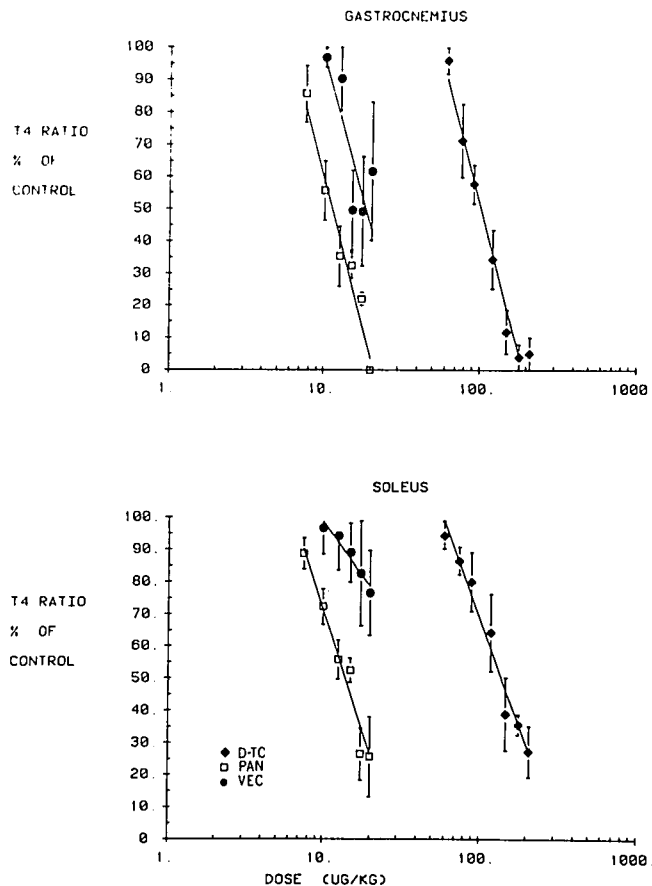 GASTROCNEMIUS
100.
90.
80.
70.
60.
50.
40.
30.
20.
10.
0
T4 RATIO
% OF
CONTROL
1. 10. 100. 1000
SOLEUS
100.
90.
80.
70.
60.
50.
40.
30.
20.
10.
0
T4 RATIO
% OF
CONTROL
D-TC
PAN
VEC
1. 10. 100. 1000.
DOSE (UG/KG)